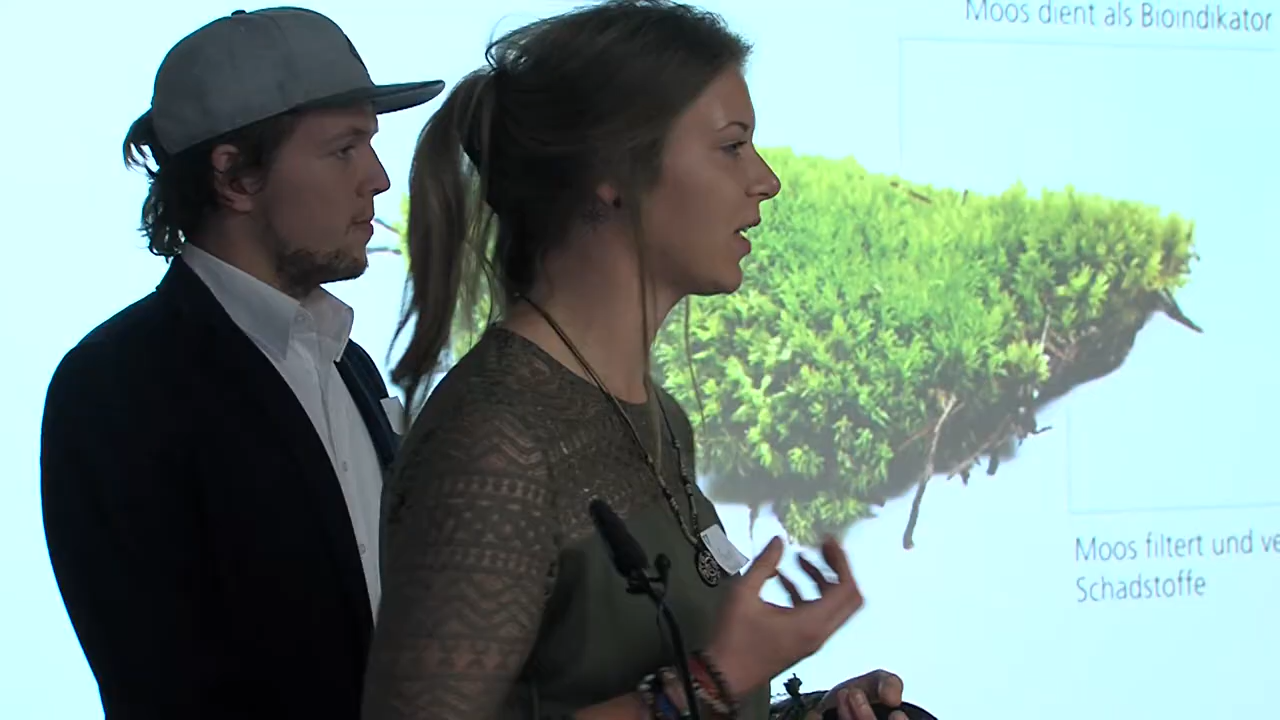 Moos dient als Bioindikator
Moos filtert und ve
Schadstoffe